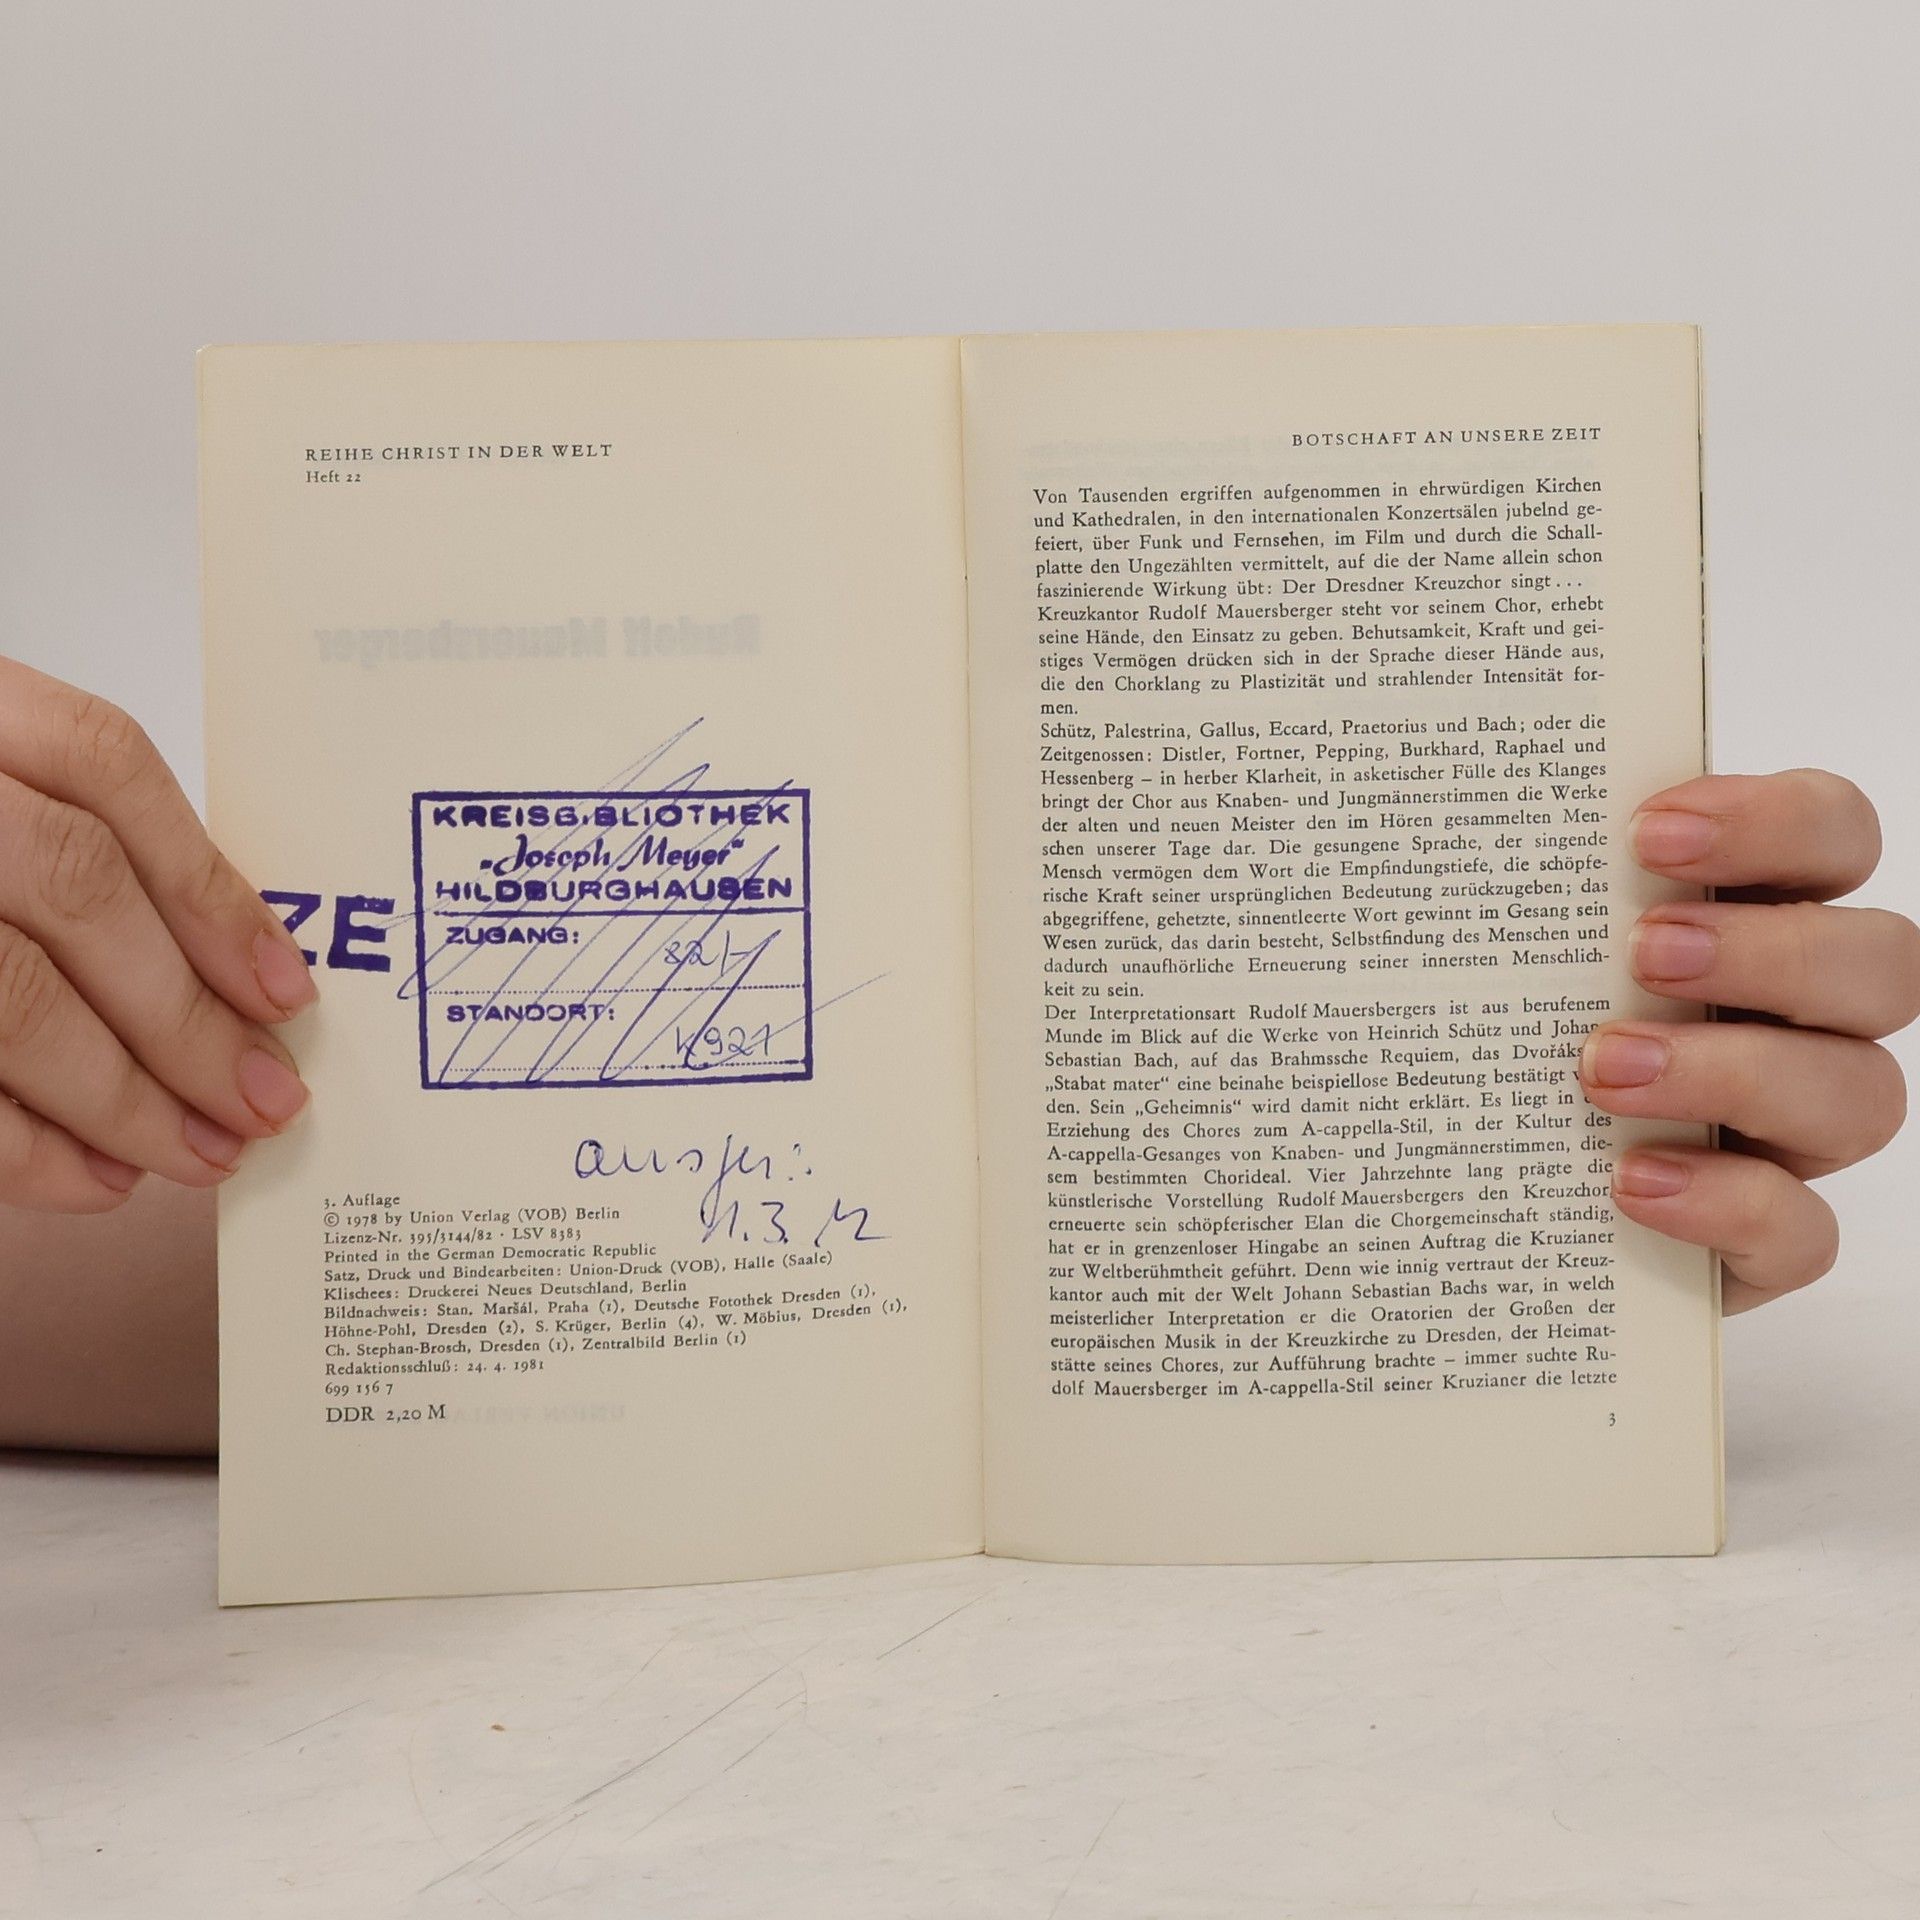 REIHE CHRIST IN DER WELT
Heft 22
Rudolf Mauersberger
ZE
KREISBIBLIOTHEK
„Joseph Meyer“
HILDBURGHAUSEN
ZUGANG:
82/-
STANDORT:
4927
ausger.:
3. Auflage
© 1978 by Union Verlag (VOB) Berlin
Lizenz-Nr. 395/3144/82 · LSV 8383
Printed in the German Democratic Republic
Satz, Druck und Bindearbeiten: Union-Druck (VOB), Halle (Saale)
Klischees: Druckerei Neues Deutschland, Berlin
Bildnachweis: Stan. Maršál, Praha (1), Deutsche Fotothek Dresden (1),
Höhne-Pohl, Dresden (2), S. Krüger, Berlin (4), W. Möbius, Dresden (1),
Ch. Stephan-Brosch, Dresden (1), Zentralbild Berlin (1)
Redaktionsschluß: 24. 4. 1981
699 156 7
DDR 2,20 M
BOTSCHAFT AN UNSERE ZEIT
Von Tausenden ergriffen aufgenommen in ehrwürdigen Kirchen
und Kathedralen, in den internationalen Konzertsälen jubelnd ge-
feiert, über Funk und Fernsehen, im Film und durch die Schall-
platte den Ungezählten vermittelt, auf die der Name allein schon
faszinierende Wirkung übt: Der Dresdner Kreuzchor singt . . .
Kreuzkantor Rudolf Mauersberger steht vor seinem Chor, erhebt
seine Hände, den Einsatz zu geben. Behutsamkeit, Kraft und gei-
stiges Vermögen drücken sich in der Sprache dieser Hände aus,
die den Chorklang zu Plastizität und strahlender Intensität for-
men.
Schütz, Palestrina, Gallus, Eccard, Praetorius und Bach; oder die
Zeitgenossen: Distler, Fortner, Pepping, Burkhard, Raphael und
Hessenberg – in herber Klarheit, in asketischer Fülle des Klanges
bringt der Chor aus Knaben- und Jungmännerstimmen die Werke
der alten und neuen Meister den im Hören gesammelten Men-
schen unserer Tage dar. Die gesungene Sprache, der singende
Mensch vermögen dem Wort die Empfindungstiefe, die schöpfe-
rische Kraft seiner ursprünglichen Bedeutung zurückzugeben; das
abgegriffene, gehetzte, sinnentleerte Wort gewinnt im Gesang sein
Wesen zurück, das darin besteht, Selbstfindung des Menschen und
dadurch unaufhörliche Erneuerung seiner innersten Menschlich-
keit zu sein.
Der Interpretationsart Rudolf Mauersbergers ist aus berufenem
Munde im Blick auf die Werke von Heinrich Schütz und Johan
Sebastian Bach, auf das Brahmssche Requiem, das Dvořáks
„Stabat mater“ eine beinahe beispiellose Bedeutung bestätigt
den. Sein „Geheimnis“ wird damit nicht erklärt. Es liegt in
Erziehung des Chores zum A-cappella-Stil, in der Kultur des
A-cappella-Gesanges von Knaben- und Jungmännerstimmen, die-
sem bestimmten Chorideal. Vier Jahrzehnte lang prägte die
künstlerische Vorstellung Rudolf Mauersbergers den Kreuzchor,
erneuerte sein schöpferischer Elan die Chorgemeinschaft ständig,
hat er in grenzenloser Hingabe an seinen Auftrag die Kruzianer
zur Weltberühmtheit geführt. Denn wie innig vertraut der Kreuz-
kantor auch mit der Welt Johann Sebastian Bachs war, in welch
meisterlicher Interpretation er die Oratorien der Großen der
europäischen Musik in der Kreuzkirche zu Dresden, der Heimat-
stätte seines Chores, zur Aufführung brachte – immer suchte Ru-
dolf Mauersberger im A-cappella-Stil seiner Kruzianer die letzte
3